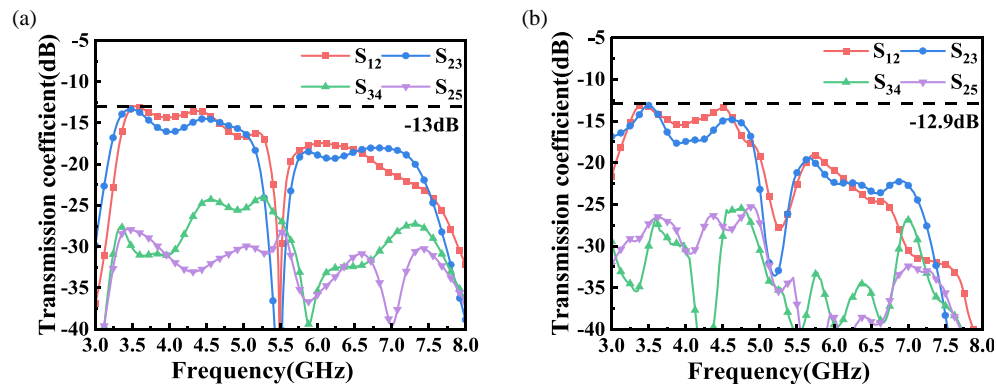 (a)
Transmission coefficient(dB)
-5
-10
-15
-20
-25
-30
-35
-40
S12 S23
S34 S25
-13dB
3.0 3.5 4.0 4.5 5.0 5.5 6.0 6.5 7.0 7.5 8.0
Frequency(GHz)
(b)
Transmission coefficient(dB)
-5
-10
-15
-20
-25
-30
-35
-40
S12 S23
S34 S25
-12.9dB
3.0 3.5 4.0 4.5 5.0 5.5 6.0 6.5 7.0 7.5 8.0
Frequency(GHz)